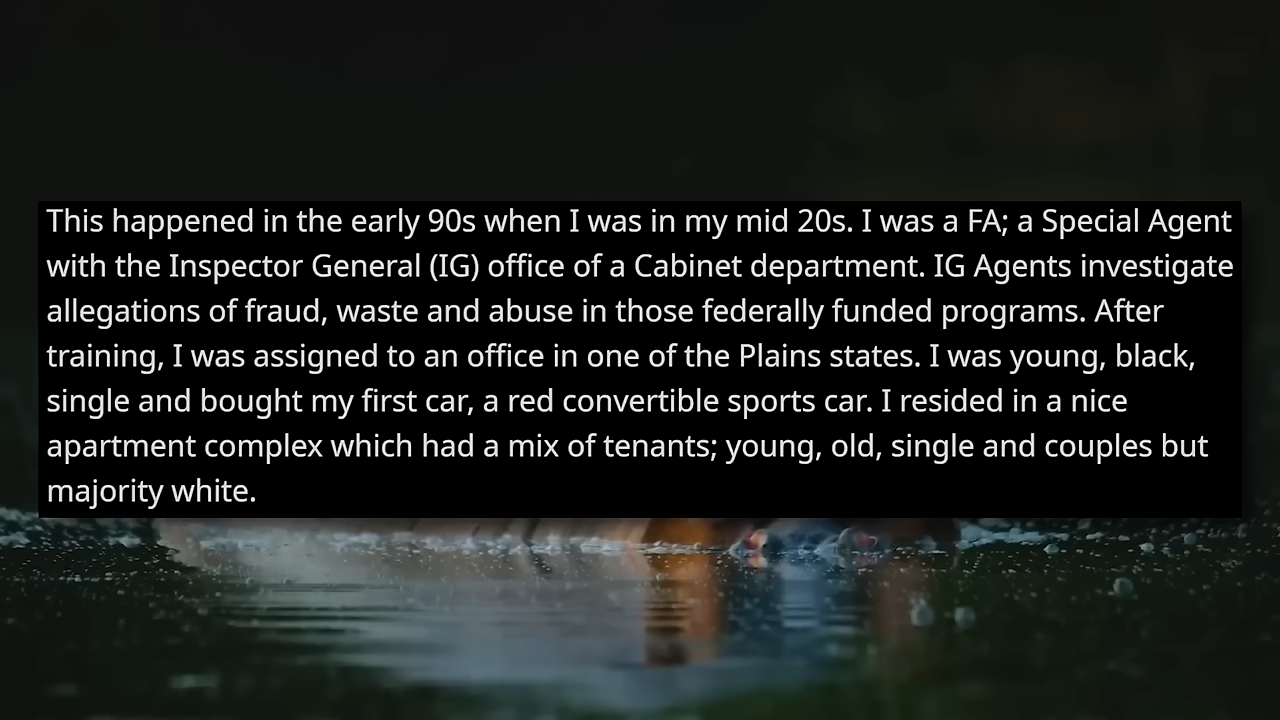 This happened in the early 90s when I was in my mid 20s. I was a FA; a Special Agent
with the Inspector General (IG) office of a Cabinet department. IG Agents investigate
allegations of fraud, waste and abuse in those federally funded programs. After
training, I was assigned to an office in one of the Plains states. I was young, black,
single and bought my first car, a red convertible sports car. I resided in a nice
apartment complex which had a mix of tenants; young, old, single and couples but
majority white.